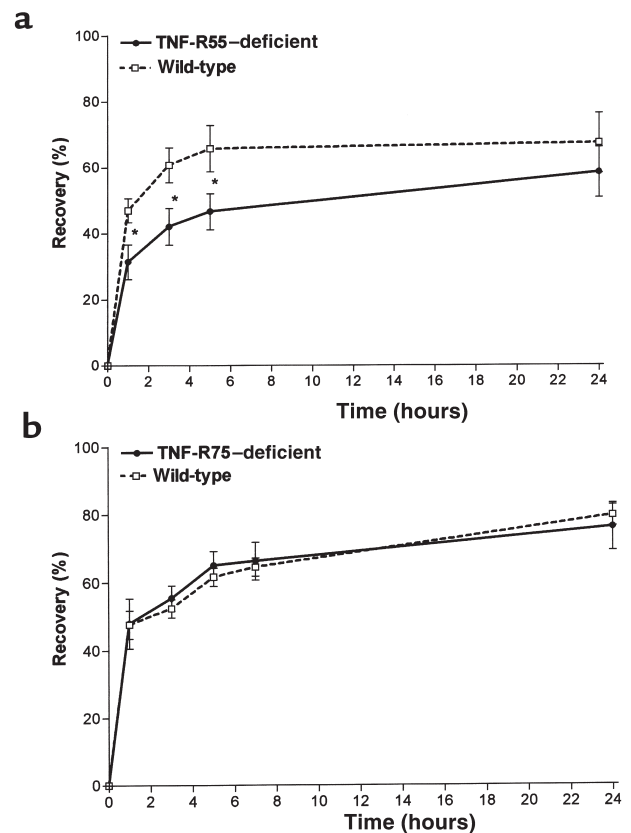 a
TNF-R55–deficient
Wild-type
100
80
60
40
20
0
Recovery (%)
*
*
*
0 2 4 6 8 10 12 14 16 18 20 22 24
Time (hours)
b
TNF-R75–deficient
Wild-type
100
80
60
40
20
0
Recovery (%)
0 2 4 6 8 10 12 14 16 18 20 22 24
Time (hours)